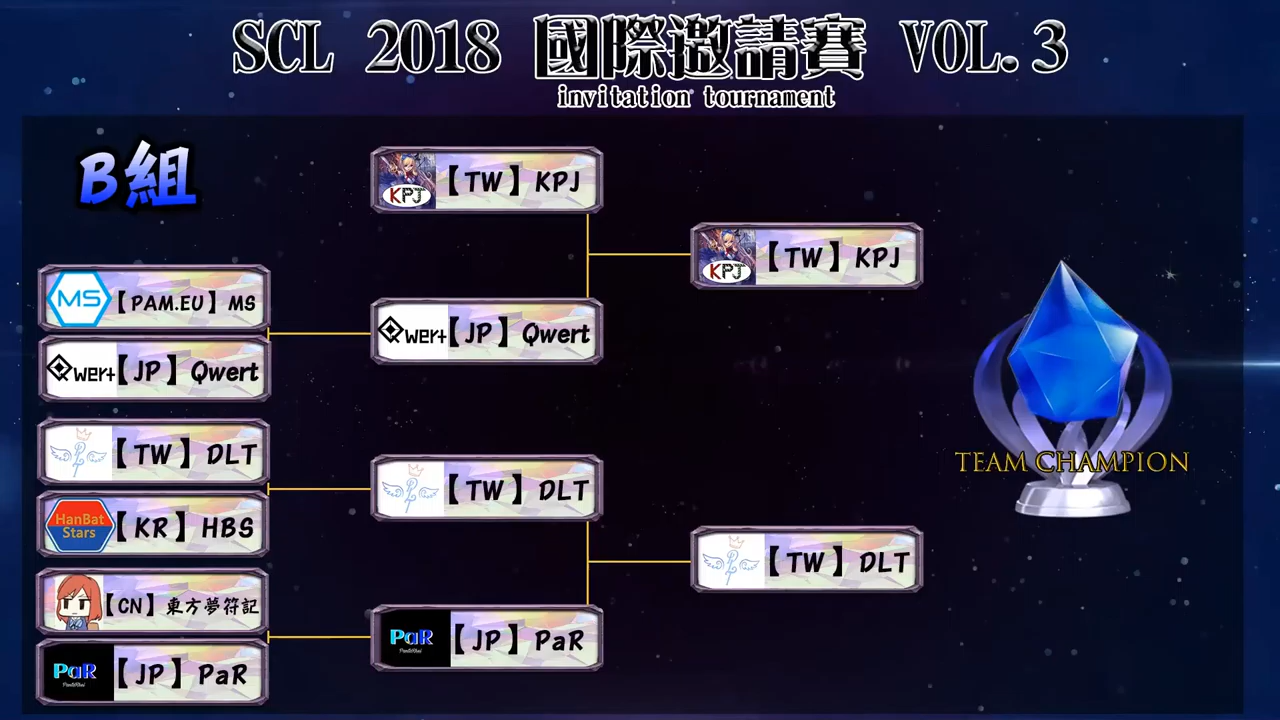 SCL 2018 國際邀請賽 VOL.3
invitation tournament
B組
KPJ
【TW】KPJ
KPJ
【TW】KPJ
MS
【PAM.EU】MS
Qwert
【JP】Qwert
Qwert
【JP】Qwert
【TW】DLT
【TW】DLT
TEAM CHAMPION
HanBat
Stars
【KR】HBS
【TW】DLT
【CN】東方夢符記
PaR
【JP】PaR
PaR
【JP】PaR